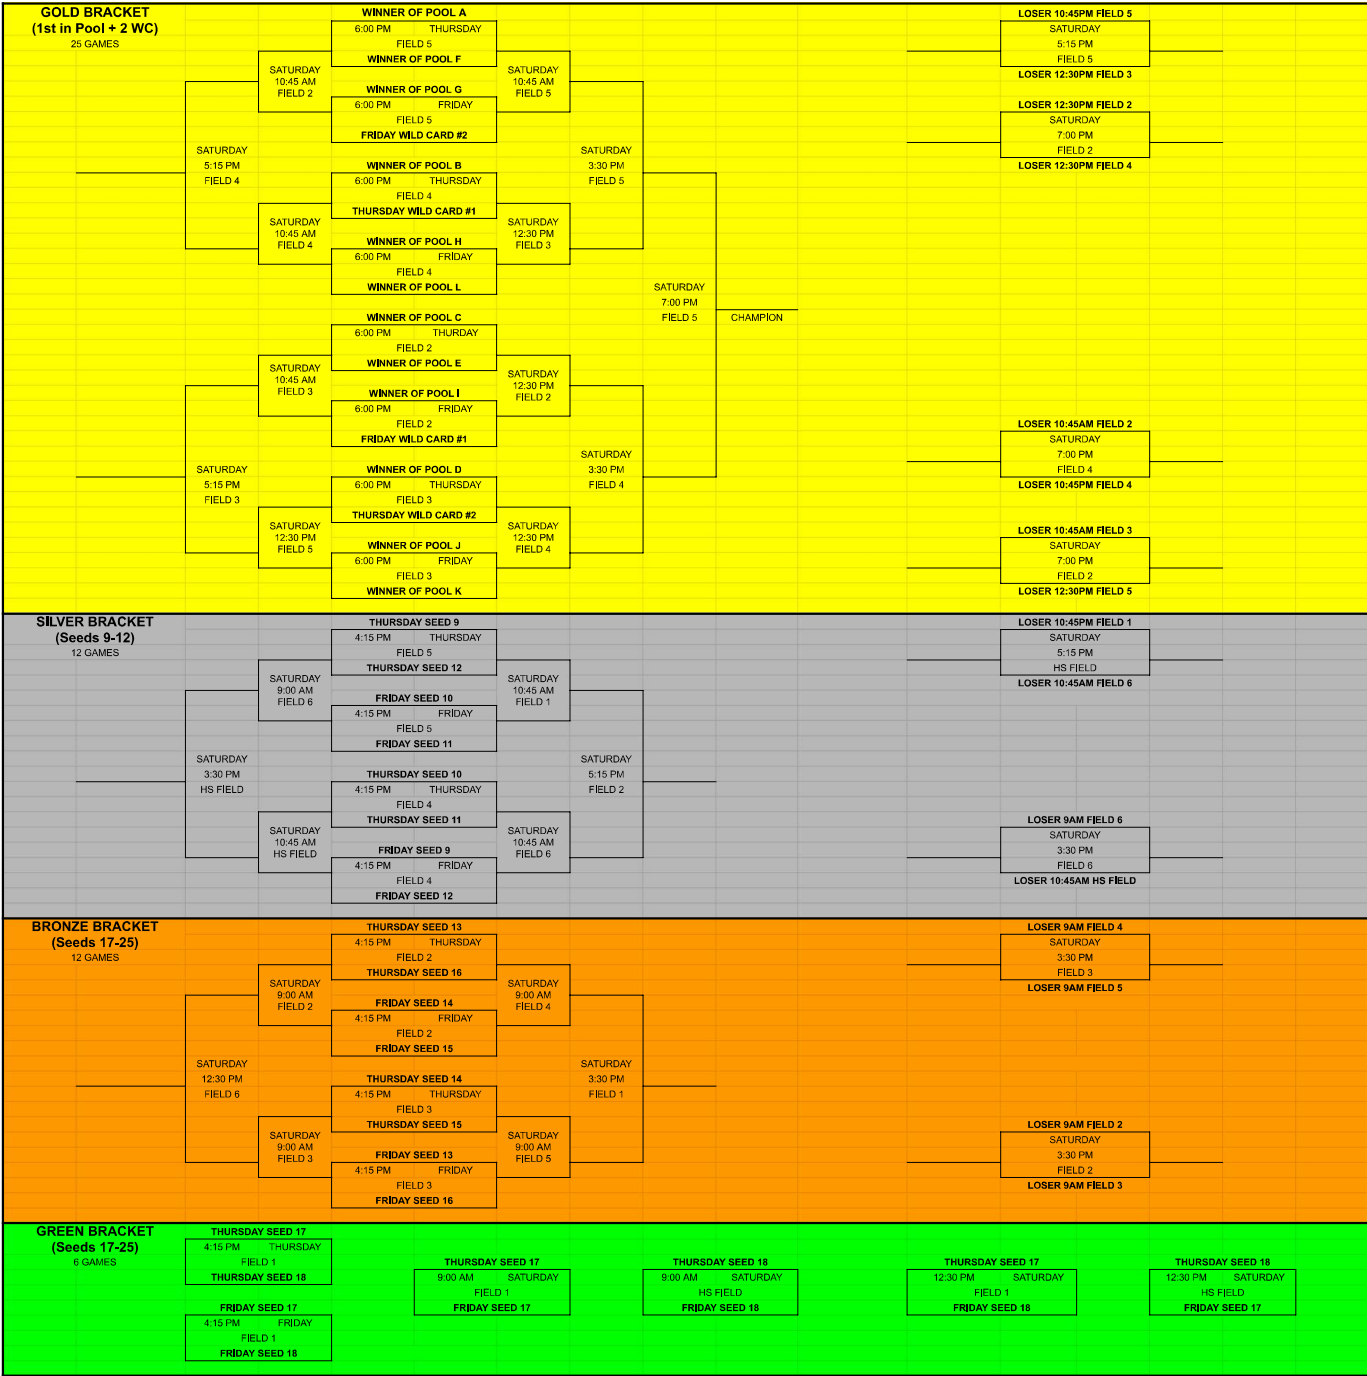 GOLD BRACKET
(1st in Pool + 2 WC)
25 GAMES
WINNER OF POOL A
6:00 PM THURSDAY
FIELD 5
WINNER OF POOL F
SATURDAY
10:45 AM
FIELD 2
SATURDAY
10:45 AM
FIELD 5
WINNER OF POOL G
6:00 PM FRIDAY
FIELD 5
FRIDAY WILD CARD #2
SATURDAY
5:15 PM
FIELD 4
SATURDAY
3:30 PM
FIELD 5
WINNER OF POOL B
6:00 PM THURSDAY
FIELD 4
THURSDAY WILD CARD #1
SATURDAY
10:45 AM
FIELD 4
SATURDAY
12:30 PM
FIELD 3
WINNER OF POOL H
6:00 PM FRIDAY
FIELD 4
WINNER OF POOL L
SATURDAY
7:00 PM
FIELD 5
CHAMPION
WINNER OF POOL C
6:00 PM THURDAY
FIELD 2
WINNER OF POOL E
SATURDAY
10:45 AM
FIELD 3
SATURDAY
12:30 PM
FIELD 2
WINNER OF POOL I
6:00 PM FRIDAY
FIELD 2
FRIDAY WILD CARD #1
SATURDAY
5:15 PM
FIELD 3
SATURDAY
3:30 PM
FIELD 4
WINNER OF POOL D
6:00 PM THURSDAY
FIELD 3
THURSDAY WILD CARD #2
SATURDAY
12:30 PM
FIELD 5
SATURDAY
12:30 PM
FIELD 4
WINNER OF POOL J
6:00 PM FRIDAY
FIELD 3
WINNER OF POOL K
LOSER 10:45PM FIELD 5
SATURDAY
5:15 PM
FIELD 5
LOSER 12:30PM FIELD 3
LOSER 12:30PM FIELD 2
SATURDAY
7:00 PM
FIELD 2
LOSER 12:30PM FIELD 4
LOSER 10:45AM FIELD 2
SATURDAY
7:00 PM
FIELD 4
LOSER 10:45PM FIELD 4
LOSER 10:45AM FIELD 3
SATURDAY
7:00 PM
FIELD 2
LOSER 12:30PM FIELD 5
SILVER BRACKET
(Seeds 9-12)
12 GAMES
THURSDAY SEED 9
4:15 PM THURSDAY
FIELD 5
THURSDAY SEED 12
SATURDAY
9:00 AM
FIELD 6
SATURDAY
10:45 AM
FIELD 1
FRIDAY SEED 10
4:15 PM FRIDAY
FIELD 5
FRIDAY SEED 11
SATURDAY
3:30 PM
HS FIELD
SATURDAY
5:15 PM
FIELD 2
THURSDAY SEED 10
4:15 PM THURSDAY
FIELD 4
THURSDAY SEED 11
SATURDAY
10:45 AM
HS FIELD
SATURDAY
10:45 AM
FIELD 6
FRIDAY SEED 9
4:15 PM FRIDAY
FIELD 4
FRIDAY SEED 12
LOSER 10:45PM FIELD 1
SATURDAY
5:15 PM
HS FIELD
LOSER 10:45AM FIELD 6
LOSER 9AM FIELD 6
SATURDAY
3:30 PM
FIELD 6
LOSER 10:45AM HS FIELD
BRONZE BRACKET
(Seeds 17-25)
12 GAMES
THURSDAY SEED 13
4:15 PM THURSDAY
FIELD 2
THURSDAY SEED 16
SATURDAY
9:00 AM
FIELD 2
SATURDAY
9:00 AM
FIELD 4
FRIDAY SEED 14
4:15 PM FRIDAY
FIELD 2
FRIDAY SEED 15
SATURDAY
12:30 PM
FIELD 6
SATURDAY
3:30 PM
FIELD 1
THURSDAY SEED 14
4:15 PM THURSDAY
FIELD 3
THURSDAY SEED 15
SATURDAY
9:00 AM
FIELD 3
SATURDAY
9:00 AM
FIELD 5
FRIDAY SEED 13
4:15 PM FRIDAY
FIELD 3
FRIDAY SEED 16
LOSER 9AM FIELD 4
SATURDAY
3:30 PM
FIELD 3
LOSER 9AM FIELD 5
LOSER 9AM FIELD 2
SATURDAY
3:30 PM
FIELD 2
LOSER 9AM FIELD 3
GREEN BRACKET
(Seeds 17-25)
6 GAMES
THURSDAY SEED 17
4:15 PM THURSDAY
FIELD 1
THURSDAY SEED 18
FRIDAY SEED 17
4:15 PM FRIDAY
FIELD 1
FRIDAY SEED 18
THURSDAY SEED 17
9:00 AM SATURDAY
FIELD 1
FRIDAY SEED 17
THURSDAY SEED 18
9:00 AM SATURDAY
HS FIELD
FRIDAY SEED 18
THURSDAY SEED 17
12:30 PM SATURDAY
FIELD 1
FRIDAY SEED 18
THURSDAY SEED 18
12:30 PM SATURDAY
HS FIELD
FRIDAY SEED 17